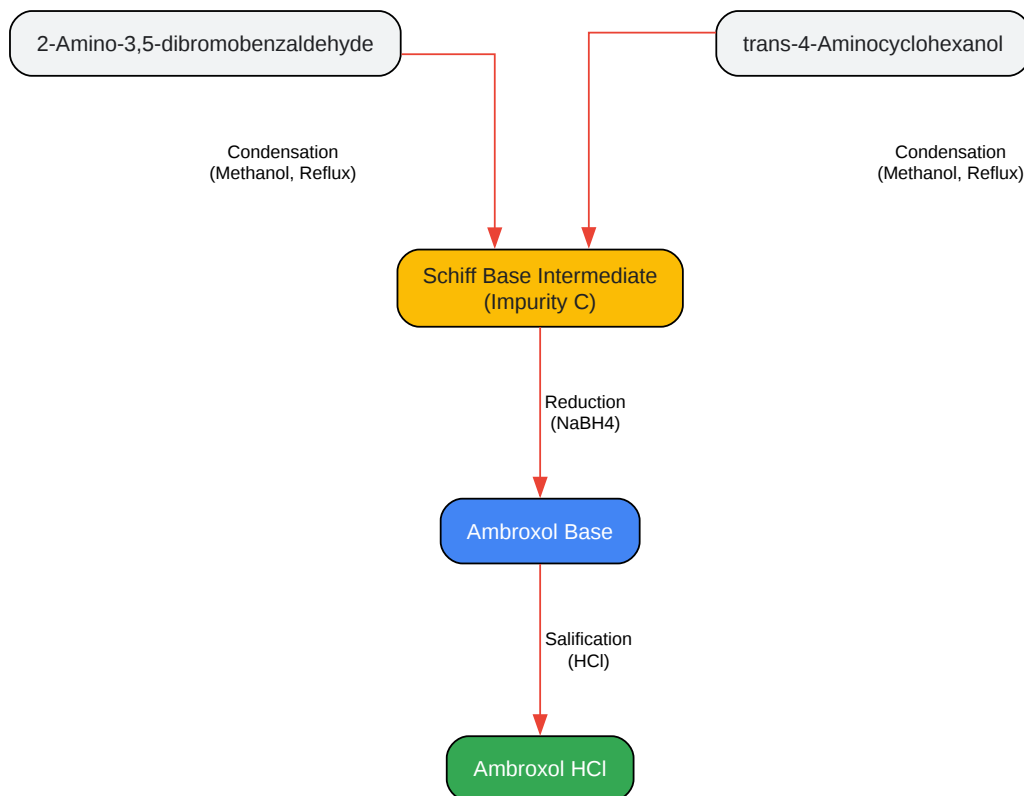 2-Amino-3,5-dibromobenzaldehyde
trans-4-Aminocyclohexanol
Condensation
(Methanol, Reflux)
Condensation
(Methanol, Reflux)
Schiff Base Intermediate
(Impurity C)
Reduction
(NaBH4)
Ambroxol Base
Salification
(HCl)
Ambroxol HCl